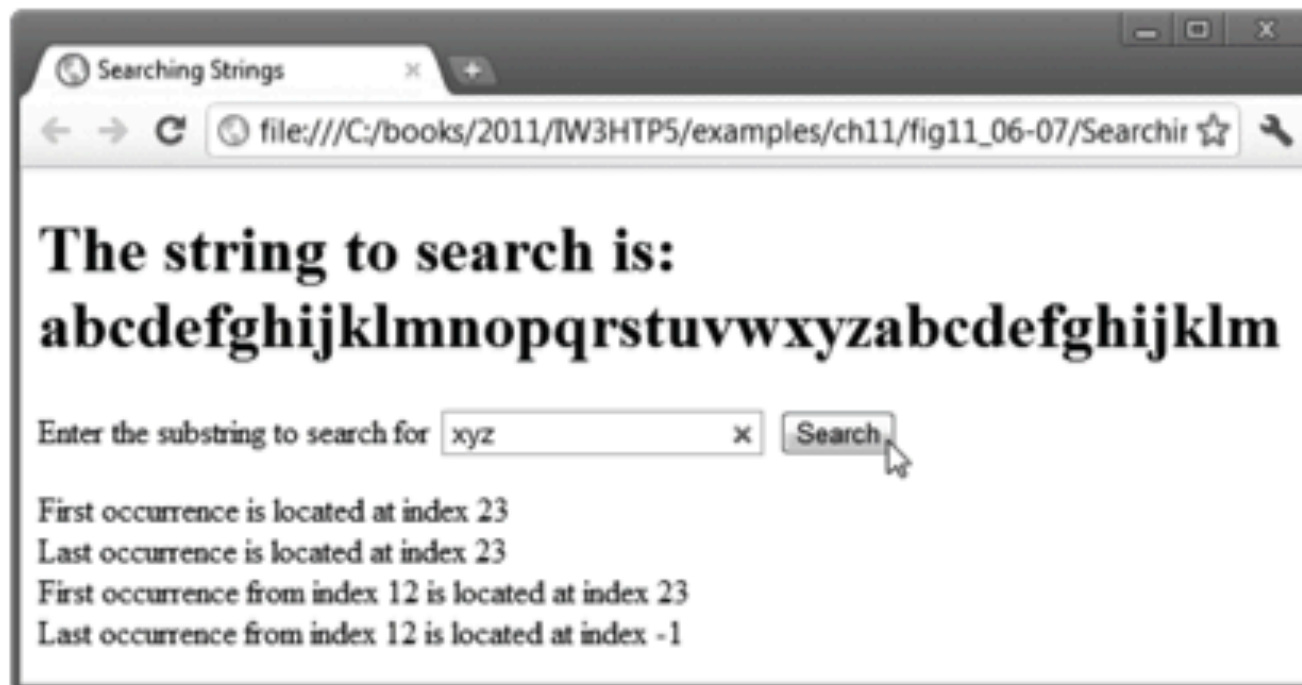 Searching Strings
file:///C:/books/2011/IW3HTP5/examples/ch11/fig11_06-07/Searchin
The string to search is:
abcdefghijklmnopqrstuvwxyzabcdefghijklm
Enter the substring to search for xyz Search
First occurrence is located at index 23
Last occurrence is located at index 23
First occurrence from index 12 is located at index 23
Last occurrence from index 12 is located at index -1